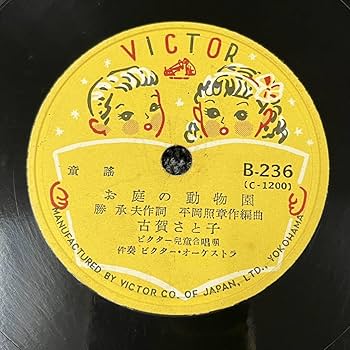 VICTOR
童謡
B-236
(C-1200)
お庭の動物園
勝承夫作詞 平岡照章作編曲
古賀さと子
ビクター児童合唱団
伴奏 ビクター・オーケストラ
MANUFACTURED BY VICTOR CO. OF JAPAN, LTD., YOKOHAMA